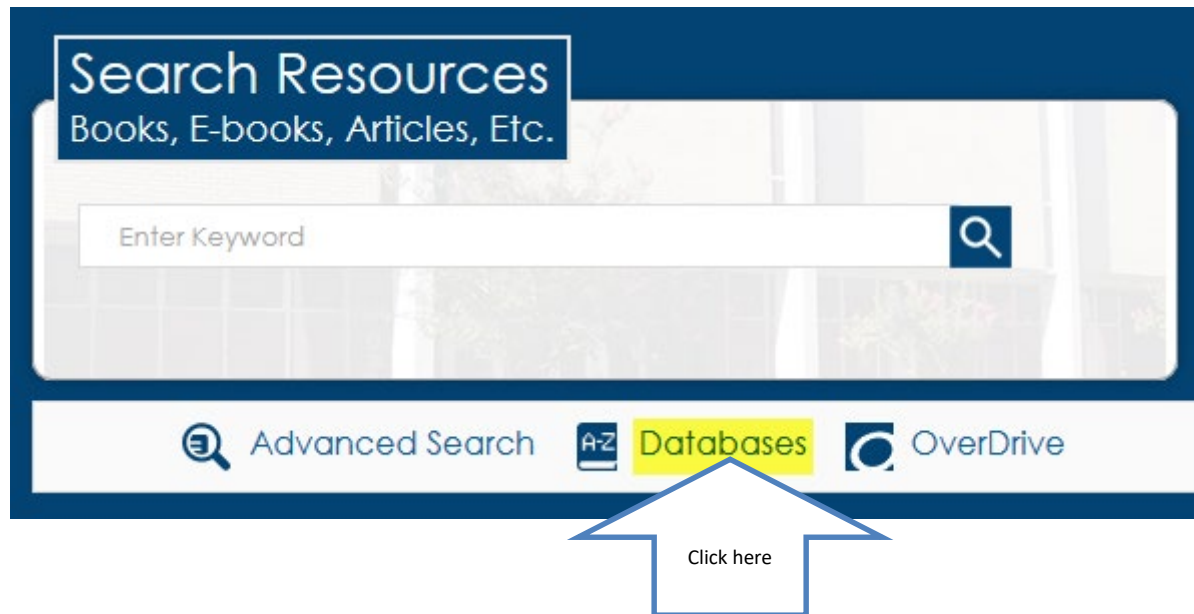 Search Resources
Books, E-books, Articles, Etc.
Enter Keyword
Advanced Search A-Z Databases OverDrive
Click here